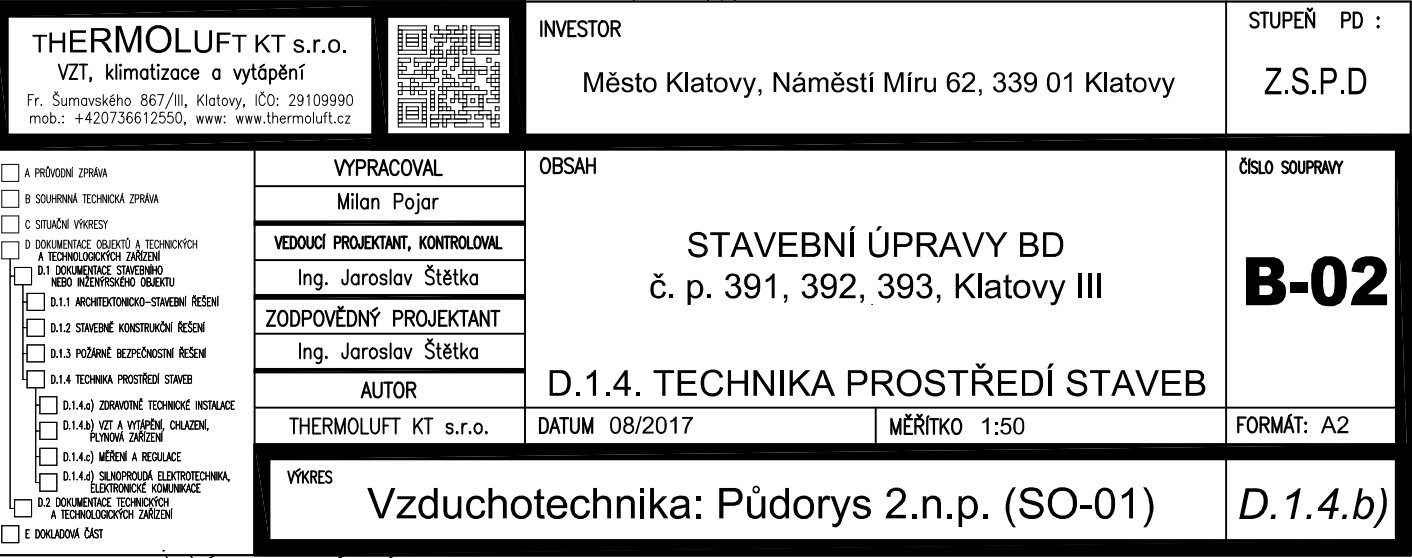 THERMOLUFT KT s.r.o.
VZT, klimatizace a vytápění
Fr. Šumavského 867/III, Klatovy, IČO: 29109990
mob.: +420736612550, www: www.thermoluft.cz
INVESTOR
Město Klatovy, Náměstí Míru 62, 339 01 Klatovy
STUPEŇ PD :
Z.S.P.D
A PRŮVODNÍ ZPRÁVA
B SOUHRNNÁ TECHNICKÁ ZPRÁVA
C SITUAČNÍ VÝKRESY
D DOKUMENTACE OBJEKTŮ A TECHNICKÝCH
A TECHNOLOGICKÝCH ZAŘÍZENÍ
D.1 DOKUMENTACE STAVEBNÍHO
NEBO INŽENÝRSKÉHO OBJEKTU
D.1.1 ARCHITEKTONICKO-STAVEBNÍ ŘEŠENÍ
D.1.2 STAVEBNĚ KONSTRUKČNÍ ŘEŠENÍ
D.1.3 POŽÁRNĚ BEZPEČNOSTNÍ ŘEŠENÍ
D.1.4 TECHNIKA PROSTŘEDÍ STAVEB
D.1.4.a) ZDRAVOTNĚ TECHNICKÉ INSTALACE
D.1.4.b) VZT A VYTÁPĚNÍ, CHLAZENÍ,
PLYNOVÁ ZAŘÍZENÍ
D.1.4.c) MĚŘENÍ A REGULACE
D.1.4.d) SILNOPROUDÁ ELEKTROTECHNIKA,
ELEKTRONICKÉ KOMUNIKACE
D.2 DOKUMENTACE TECHNICKÝCH
A TECHNOLOGICKÝCH ZAŘÍZENÍ
E DOKLADOVÁ ČÁST
VYPRACOVAL
Milan Pojar
VEDOUCÍ PROJEKTANT, KONTROLOVAL
Ing. Jaroslav Štětka
ZODPOVĚDNÝ PROJEKTANT
Ing. Jaroslav Štětka
AUTOR
THERMOLUFT KT s.r.o.
OBSAH
STAVEBNÍ ÚPRAVY BD
č. p. 391, 392, 393, Klatovy III
D.1.4. TECHNIKA PROSTŘEDÍ STAVEB
DATUM 08/2017
MĚŘÍTKO 1:50
ČÍSLO SOUPRAVY
B-02
FORMÁT: A2
VÝKRES
Vzduchotechnika: Půdorys 2.n.p. (SO-01)
D.1.4.b)